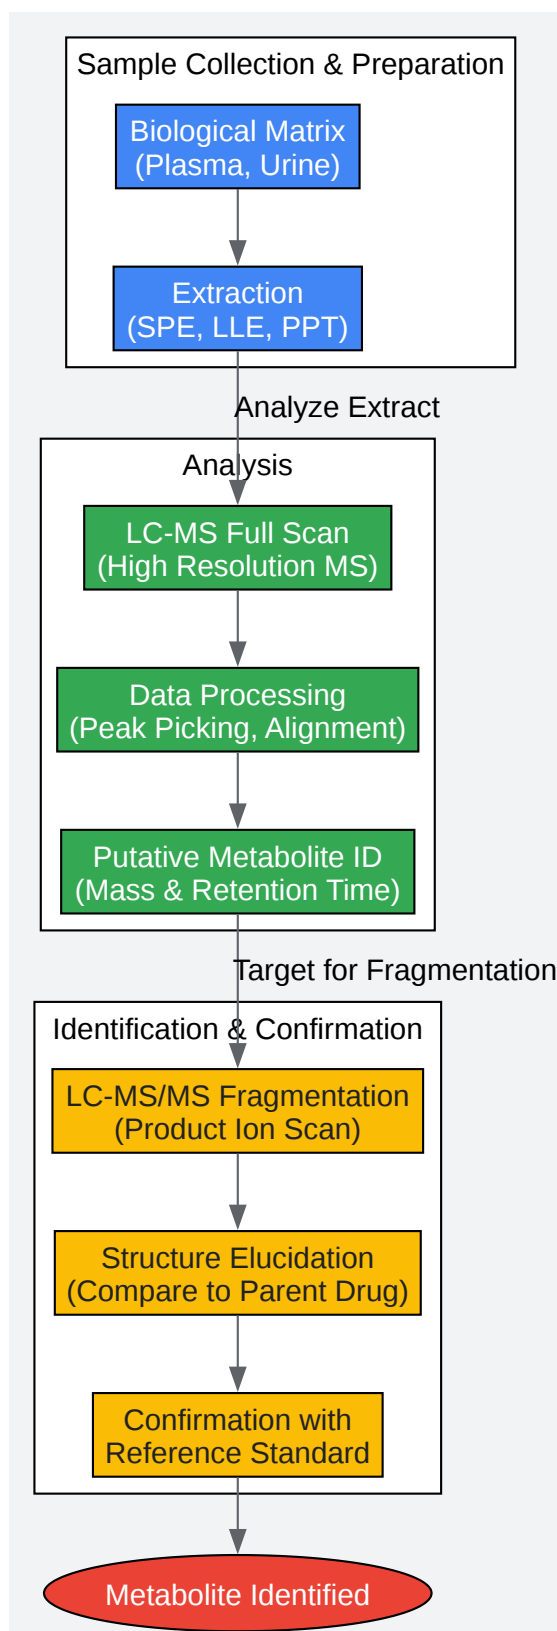 Sample Collection & Preparation
Biological Matrix
(Plasma, Urine)
Extraction
(SPE, LLE, PPT)
Analyze Extract
Analysis
LC-MS Full Scan
(High Resolution MS)
Data Processing
(Peak Picking, Alignment)
Putative Metabolite ID
(Mass & Retention Time)
Target for Fragmentation
Identification & Confirmation
LC-MS/MS Fragmentation
(Product Ion Scan)
Structure Elucidation
(Compare to Parent Drug)
Confirmation with
Reference Standard
Metabolite Identified